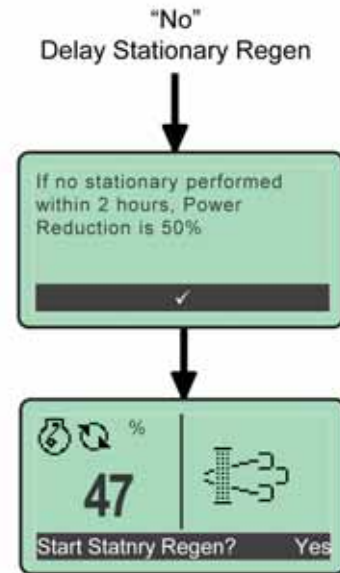 “No”
Delay Stationary Regen
If no stationary performed
within 2 hours, Power
Reduction is 50%
✓
%
47
Start Statnry Regen? Yes